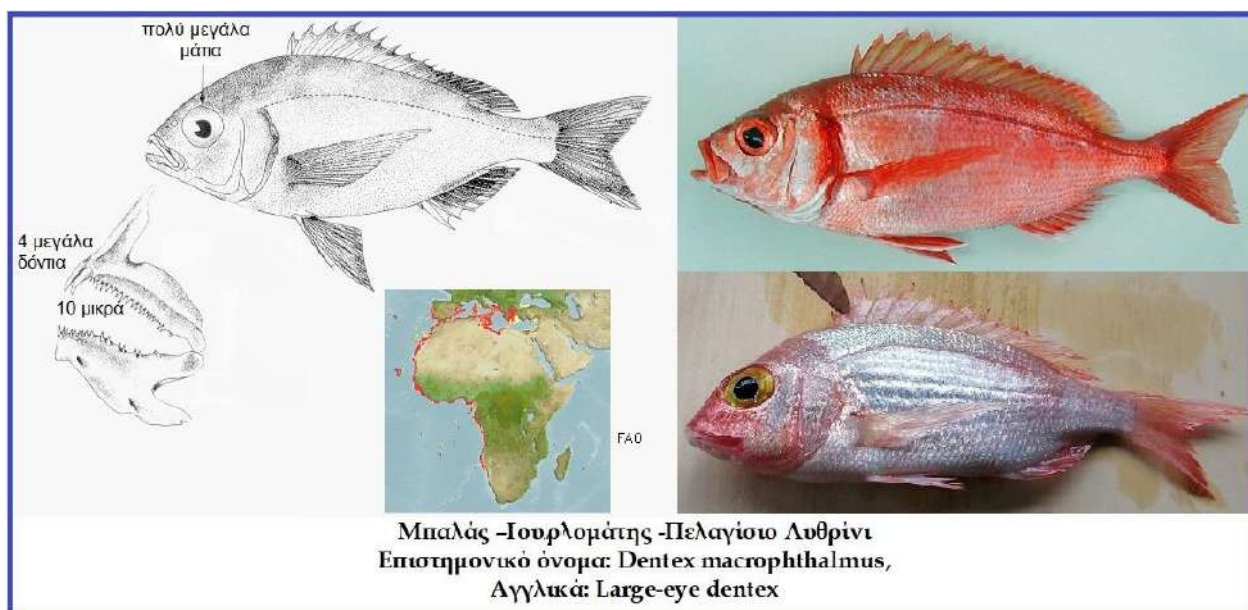 πολύ μεγάλα
μάτια
4 μεγάλα
δόντια
10 μικρά
FAO
Μπαλάς –Γουρλομάτης -Πελαγίσιο Λυθρίνι
Επιστημονικό όνομα: Dentex macrophthalmus,
Αγγλικά: Large-eye dentex